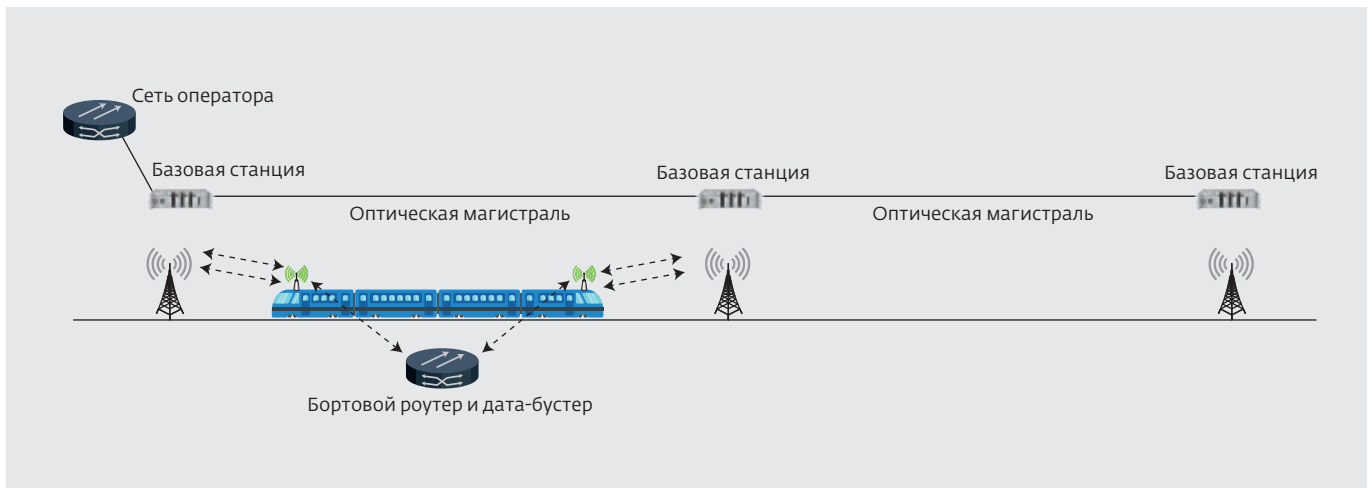 Сеть оператора
Базовая станция
Базовая станция
Базовая станция
Оптическая магистраль
Оптическая магистраль
Бортовой роутер и дата-бустер